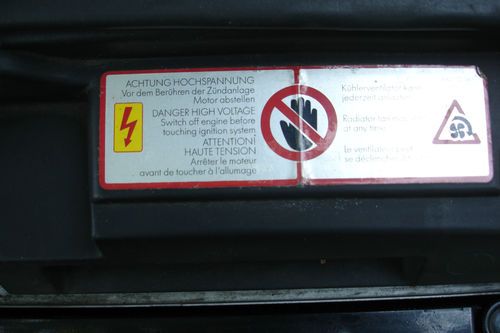 ACHTUNG HOCHSPANNUNG
Vor dem Berühren der Zündanlage
Motor abstellen
DANGER HIGH VOLTAGE
Switch off engine before
touching ignition system
ATTENTION!
HAUTE TENSION
Arrêter le moteur
avant de toucher à l'allumage
Kühlerventilator kann
jederzeit anlaufen
Radiator fan may run
at any time
Le ventilateur peut
se déclencher